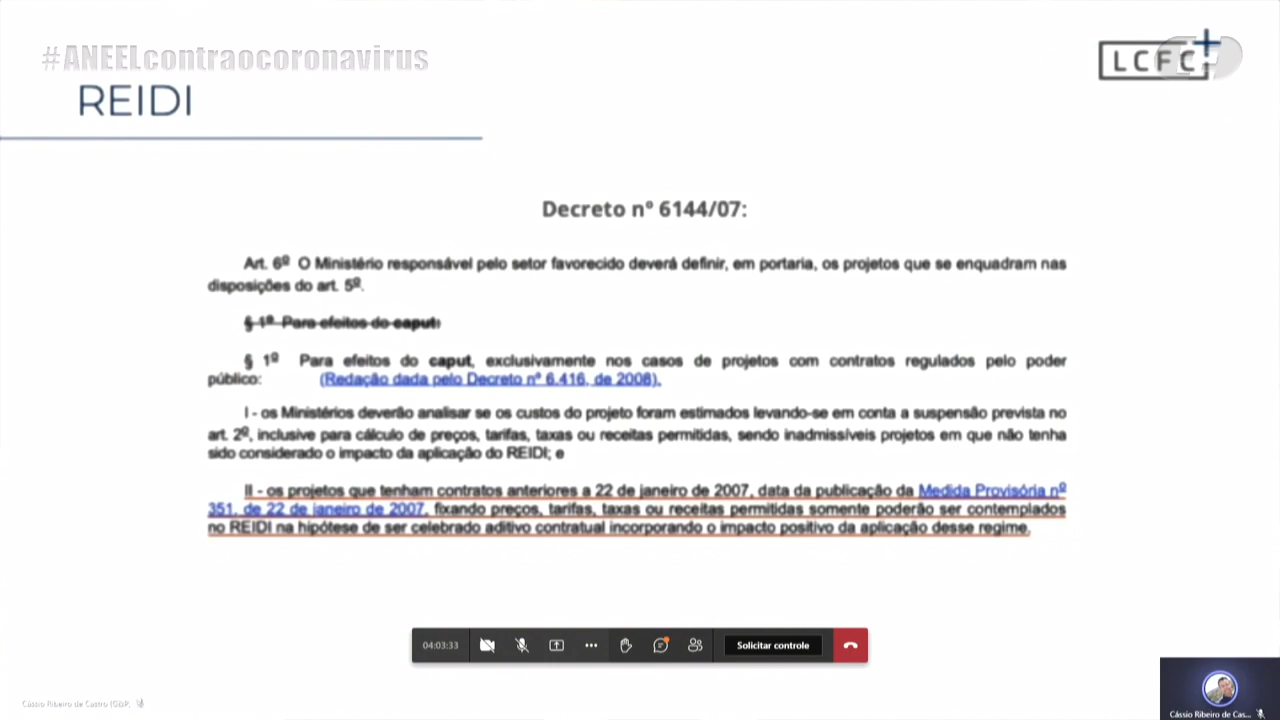 #ANEELcontraocoronavirus
LCFC
REIDI
Decreto nº 6144/07:
Art. 6º O Ministério responsável pelo setor favorecido deverá definir, em portaria, os projetos que se enquadram nas
disposições do art. 5º.
§ 1º Para efeitos do caput:
§ 1º Para efeitos do caput, exclusivamente nos casos de projetos com contratos regulados pelo poder
público: (Redação dada pelo Decreto nº 6.416, de 2008).
I - os Ministérios deverão analisar se os custos do projeto foram estimados levando-se em conta a suspensão prevista no
art. 2º, inclusive para cálculo de preços, tarifas, taxas ou receitas permitidas, sendo inadmissíveis projetos em que não tenha
sido considerado o impacto da aplicação do REIDI; e
II - os projetos que tenham contratos anteriores a 22 de janeiro de 2007, data da publicação da Medida Provisória nº
351, de 22 de janeiro de 2007, fixando preços, tarifas, taxas ou receitas permitidas somente poderão ser contemplados
no REIDI na hipótese de ser celebrado aditivo contratual incorporando o impacto positivo da aplicação desse regime.
04:03:33
Solicitar controle
Cássio Ribeiro de Castro
Cássio Ribeiro de Cas...